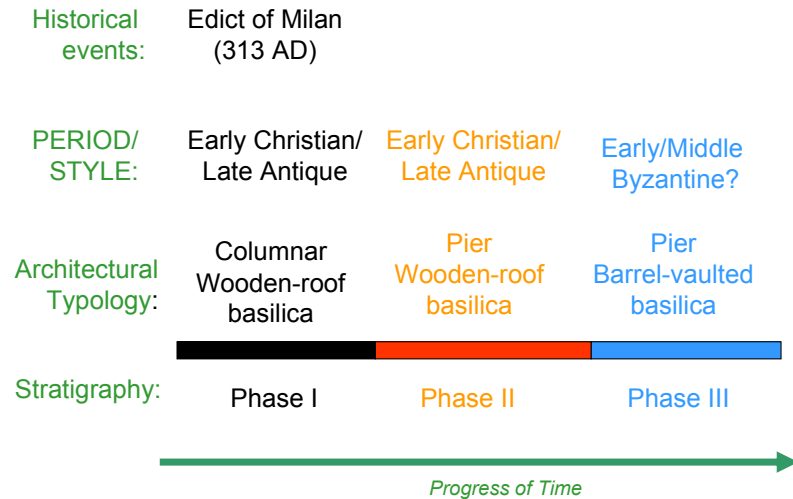 Historical events:
Edict of Milan
(313 AD)
PERIOD/
STYLE:
Early Christian/
Late Antique
Early Christian/
Late Antique
Early/Middle
Byzantine?
Architectural
Typology:
Columnar
Wooden-roof
basilica
Pier
Wooden-roof
basilica
Pier
Barrel-vaulted
basilica
Stratigraphy:
Phase I
Phase II
Phase III
Progress of Time